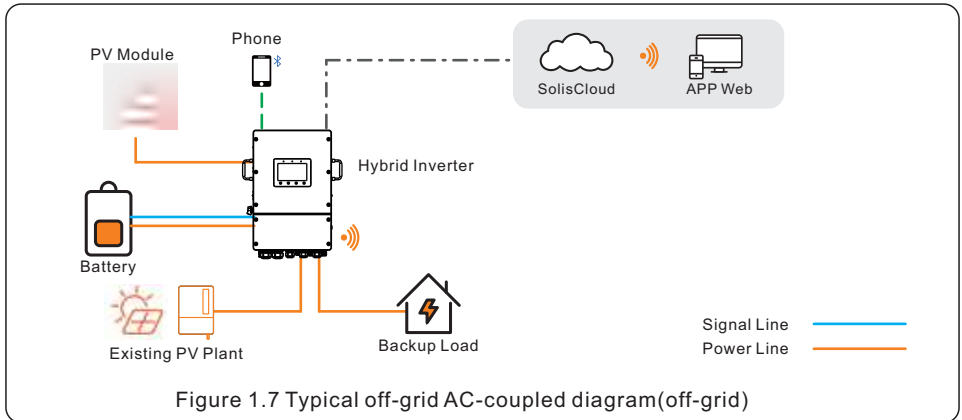 Phone
PV Module
SolisCloud
APP Web
Hybrid Inverter
Battery
Existing PV Plant
Backup Load
Signal Line
Power Line
Figure 1.7 Typical off-grid AC-coupled diagram(off-grid)